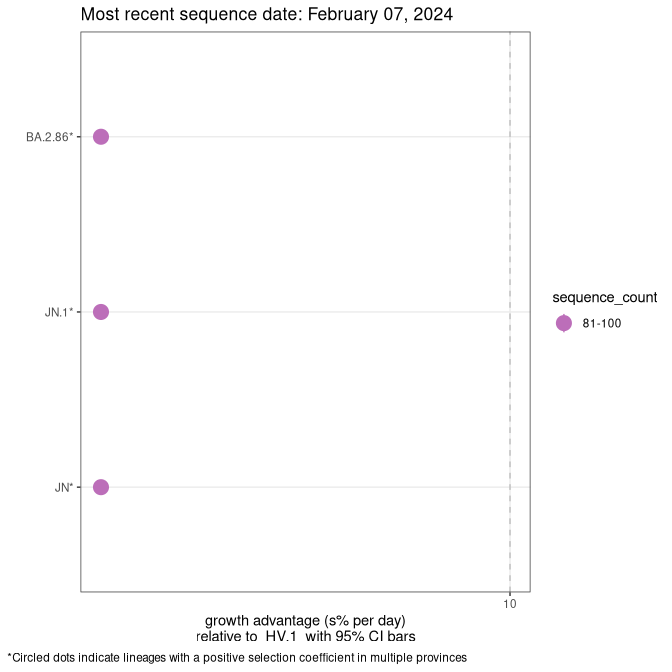 Most recent sequence date: February 07, 2024
BA.2.86*
JN.1*
JN*
sequence_count
81-100
10
growth advantage (s% per day)
relative to  HV.1  with 95% CI bars
*Circled dots indicate lineages with a positive selection coefficient in multiple provinces